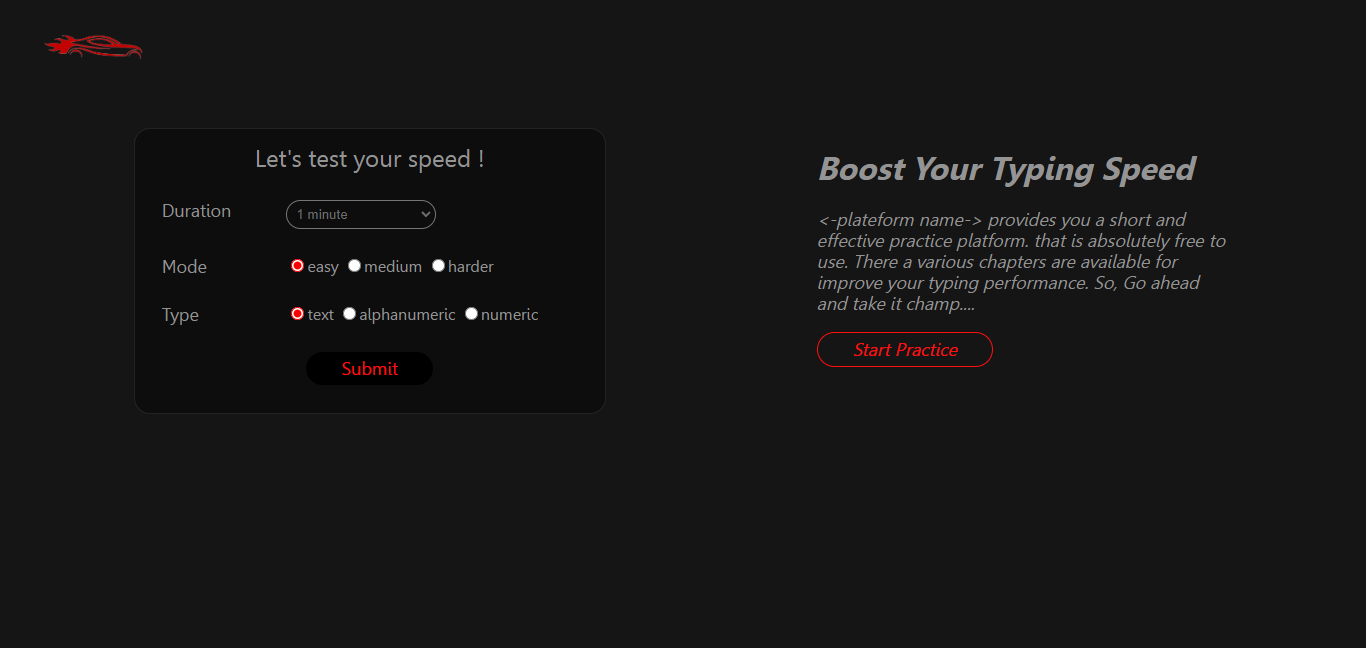 Let's test your speed !
Duration
1 minute
Mode
easy medium harder
Type
text alphanumeric numeric
Submit
Boost Your Typing Speed
<-plateform name-> provides you a short and
effective practice platform. that is absolutely free to
use. There a various chapters are available for
improve your typing performance. So, Go ahead
and take it champ....
Start Practice